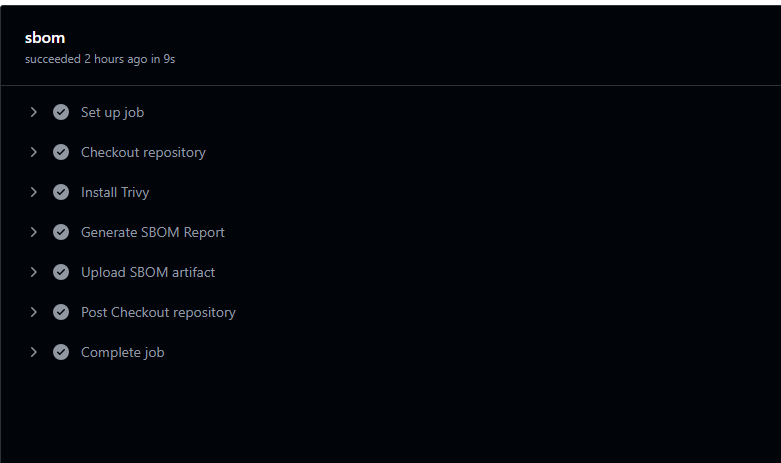 sbom
succeeded 2 hours ago in 9s
Set up job
Checkout repository
Install Trivy
Generate SBOM Report
Upload SBOM artifact
Post Checkout repository
Complete job